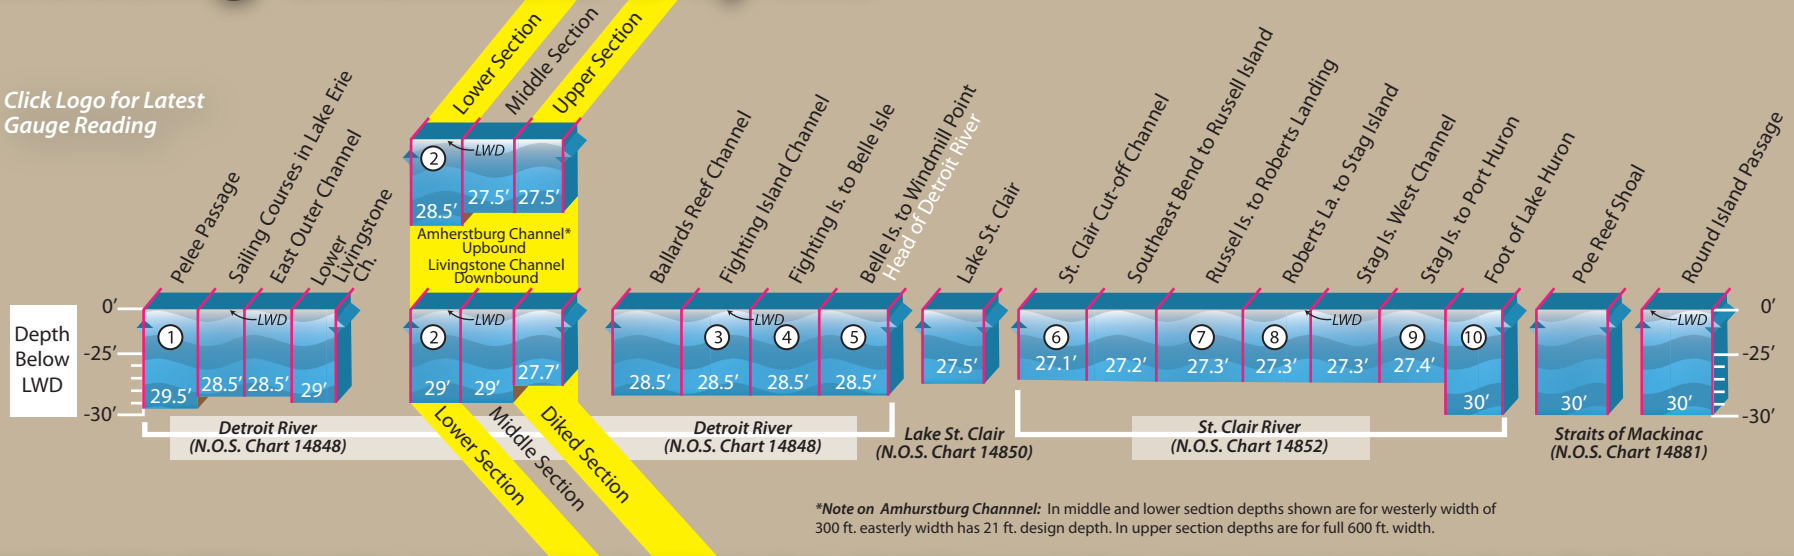 Click Logo for Latest
Gauge Reading
Lower Section
Middle Section
Upper Section
2
LWD
28.5’
27.5’
27.5’
Amherstburg Channel*
Upbound
Livingstone Channel
Downbound
Pelee Passage
Sailing Courses in Lake Erie
East Outer Channel
Lower
Livingstone
Ch.
Ballards Reef Channel
Fighting Island Channel
Fighting Is. to Belle Isle
Belle Is. to Windmill Point
Head of Detroit River
Lake St. Clair
St. Clair Cut-off Channel
Southeast Bend to Russell Island
Russel Is. to Roberts Landing
Roberts La. to Stag Island
Stag Is. West Channel
Stag Is. to Port Huron
Foot of Lake Huron
Poe Reef Shoal
Round Island Passage
Depth
Below
LWD
0’
-25’
-30’
1
LWD
29.5’
28.5’
28.5’
29’
2
LWD
29’
29’
27.7’
3
LWD
4
5
28.5’
28.5’
28.5’
28.5’
27.5’
6
7
8
LWD
9
10
27.1’
27.2’
27.3’
27.3’
27.3’
27.4’
30’
30’
LWD
30’
0’
-25’
-30’
Detroit River
(N.O.S. Chart 14848)
Lower Section
Middle Section
Diked Section
Detroit River
(N.O.S. Chart 14848)
Lake St. Clair
(N.O.S. Chart 14850)
St. Clair River
(N.O.S. Chart 14852)
Straits of Mackinac
(N.O.S. Chart 14881)
*Note on Amhurstburg Channnel: In middle and lower sedtion depths shown are for westerly width of
300 ft. easterly width has 21 ft. design depth. In upper section depths are for full 600 ft. width.